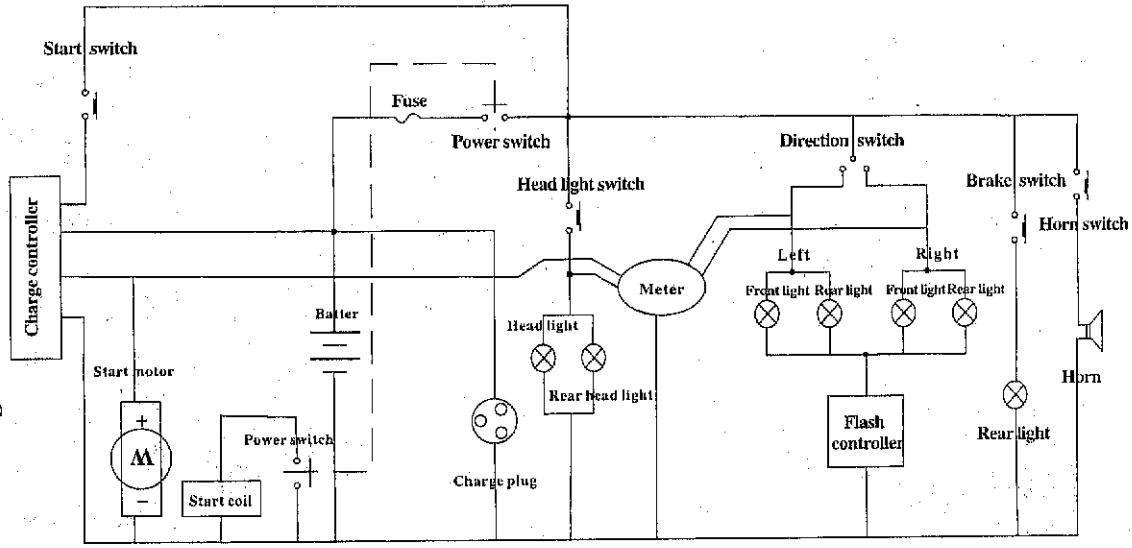 Start switch
Fuse
Power switch
Direction switch
Head light switch
Brake switch
Horn switch
Charge controller
Left
Right
Meter
Front light
Rear light
Front light
Rear light
Batter
Head light
Start motor
Horn
Rear head light
+
W
–
Power switch
Flash
controller
Rear light
Charge plug
Start coil